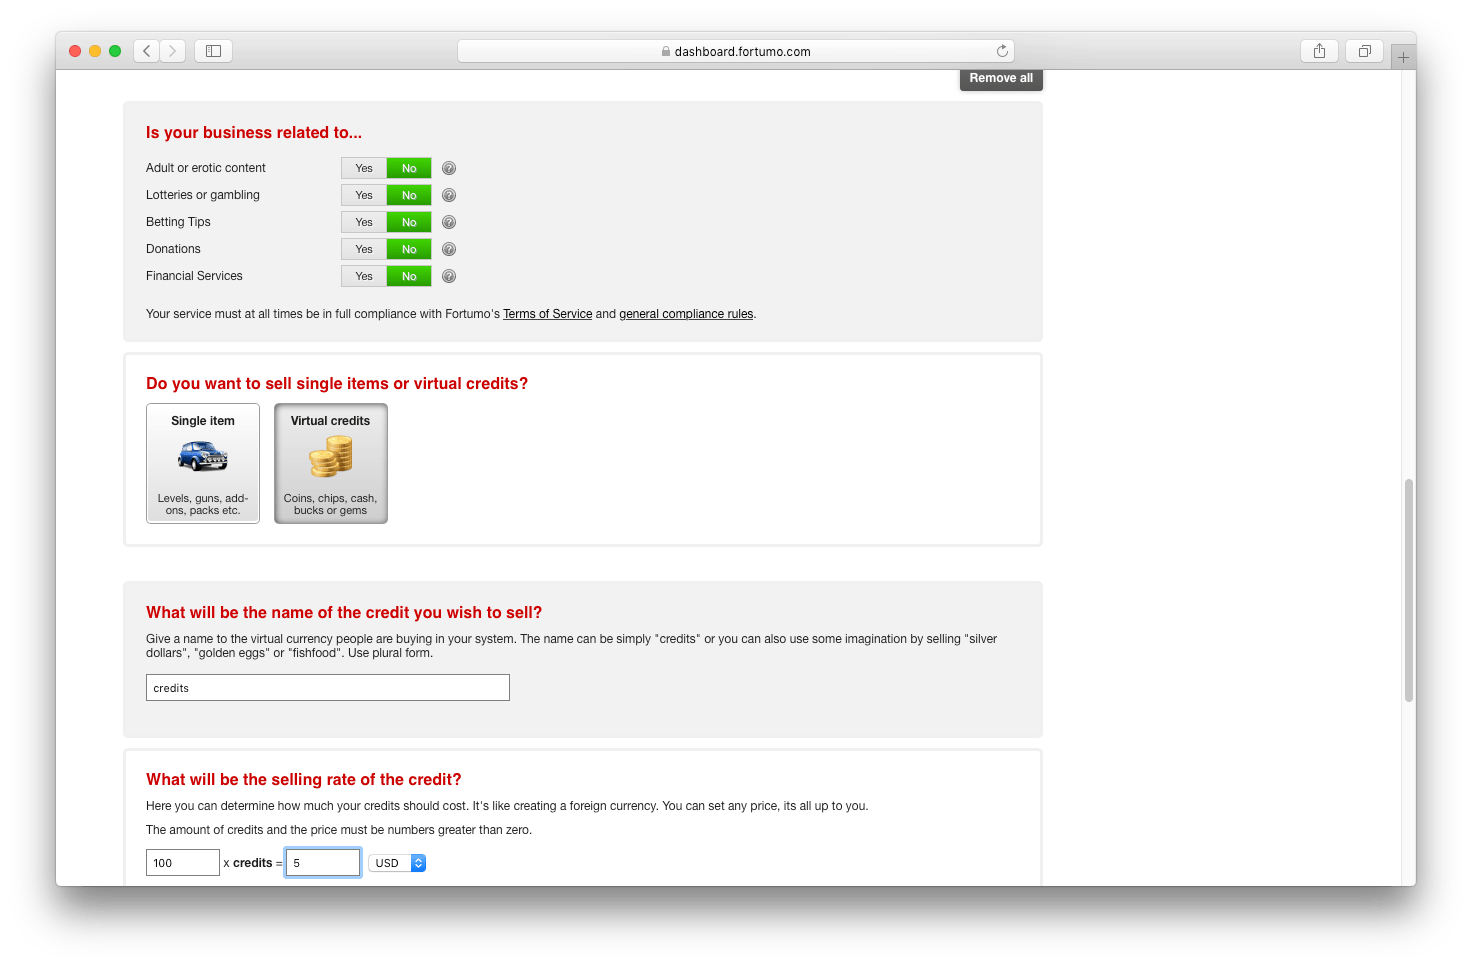 dashboard.fortumo.com
Remove all
Is your business related to...
Adult or erotic content Yes No ?
Lotteries or gambling Yes No ?
Betting Tips Yes No ?
Donations Yes No ?
Financial Services Yes No ?
Your service must at all times be in full compliance with Fortumo's Terms of Service and general compliance rules.
Do you want to sell single items or virtual credits?
Single item
Levels, guns, add-
ons, packs etc.
Virtual credits
Coins, chips, cash,
bucks or gems
What will be the name of the credit you wish to sell?
Give a name to the virtual currency people are buying in your system. The name can be simply "credits" or you can also use some imagination by selling "silver
dollars", "golden eggs" or "fishfood". Use plural form.
credits
What will be the selling rate of the credit?
Here you can determine how much your credits should cost. It's like creating a foreign currency. You can set any price, its all up to you.
The amount of credits and the price must be numbers greater than zero.
100 x credits = 5 USD